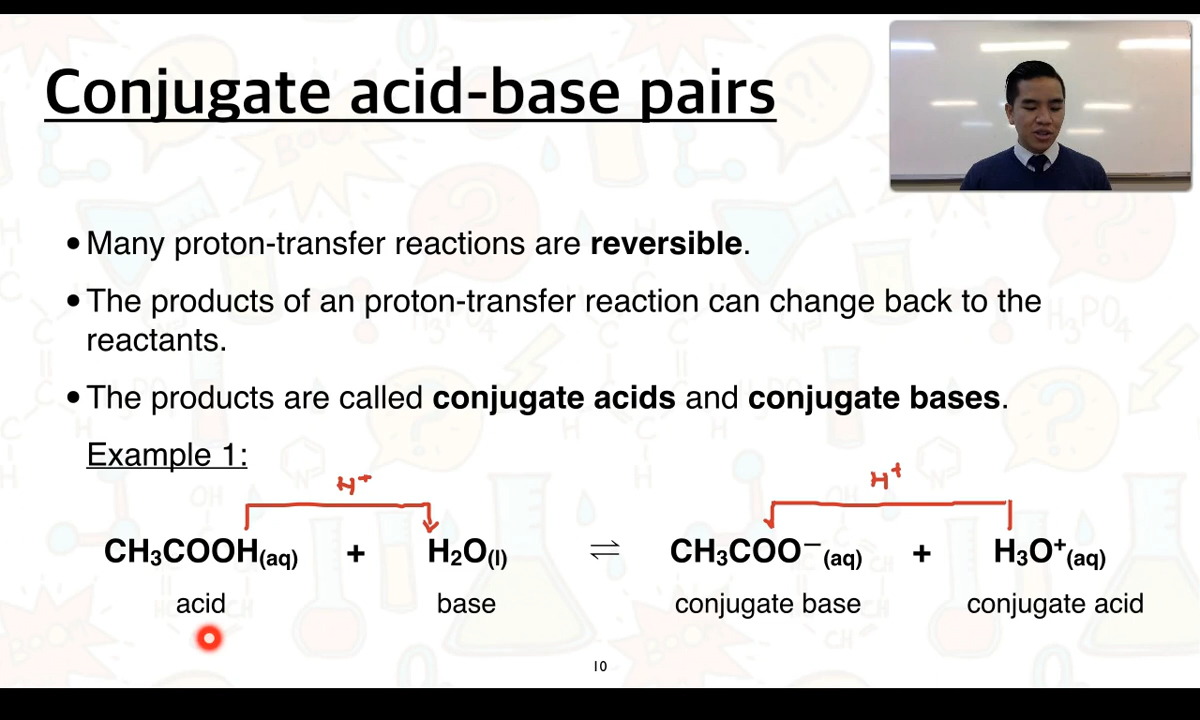 Conjugate acid-base pairs
• Many proton-transfer reactions are reversible.
• The products of an proton-transfer reaction can change back to the
reactants.
• The products are called conjugate acids and conjugate bases.
Example 1:
H⁺ H⁺
CH₃COOH(aq) + H₂O(l) ⇌ CH₃COO⁻(aq) + H₃O⁺(aq)
acid base conjugate base conjugate acid
10